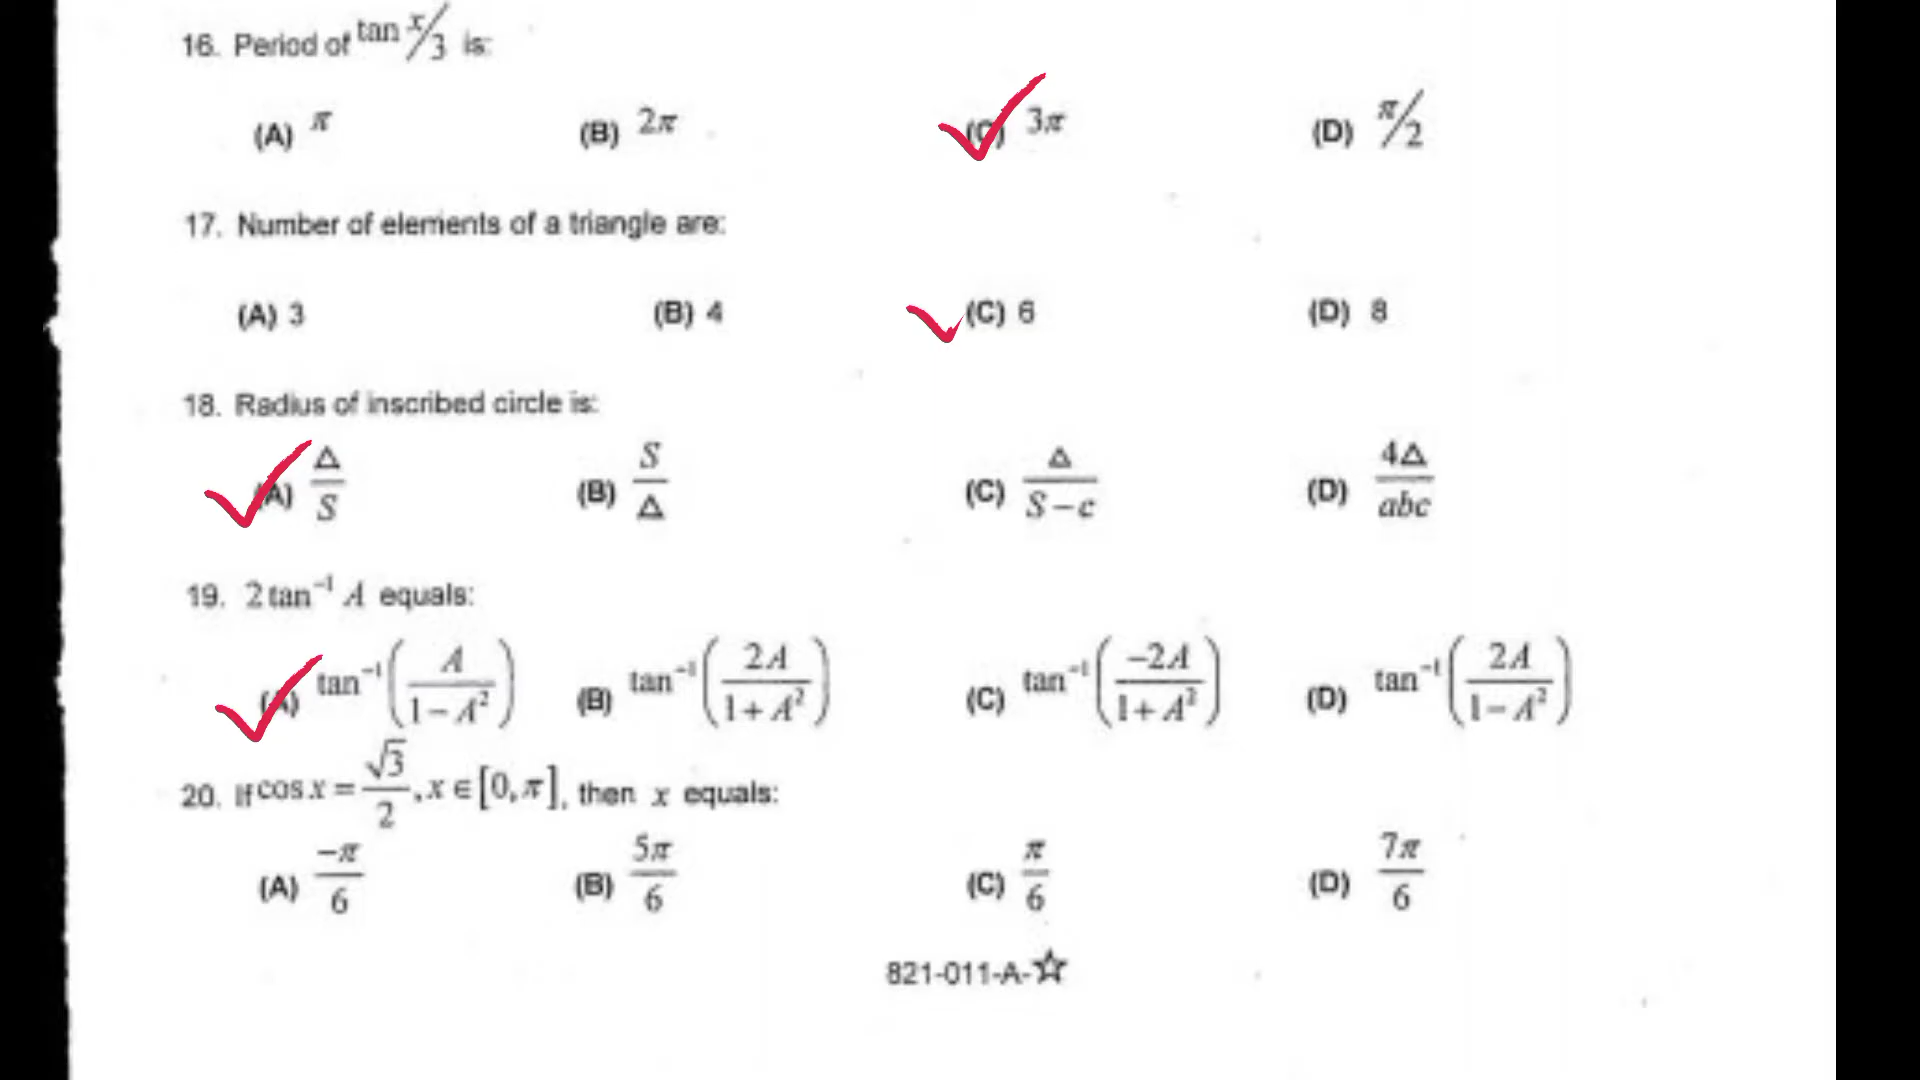 16. Period of tan x/3 is:
(A) π (B) 2π (C) 3π (D) π/2
17. Number of elements of a triangle are:
(A) 3 (B) 4 (C) 6 (D) 8
18. Radius of inscribed circle is:
(A) Δ/S (B) S/Δ (C) Δ/(S−c) (D) 4Δ/abc
19. 2 tan⁻¹ A equals:
(A) tan⁻¹(A/(1−A²)) (B) tan⁻¹(2A/(1+A²)) (C) tan⁻¹(−2A/(1+A²)) (D) tan⁻¹(2A/(1−A²))
20. If cos x = √3/2, x ∈ [0, π], then x equals:
(A) −π/6 (B) 5π/6 (C) π/6 (D) 7π/6
821-011-A-☆